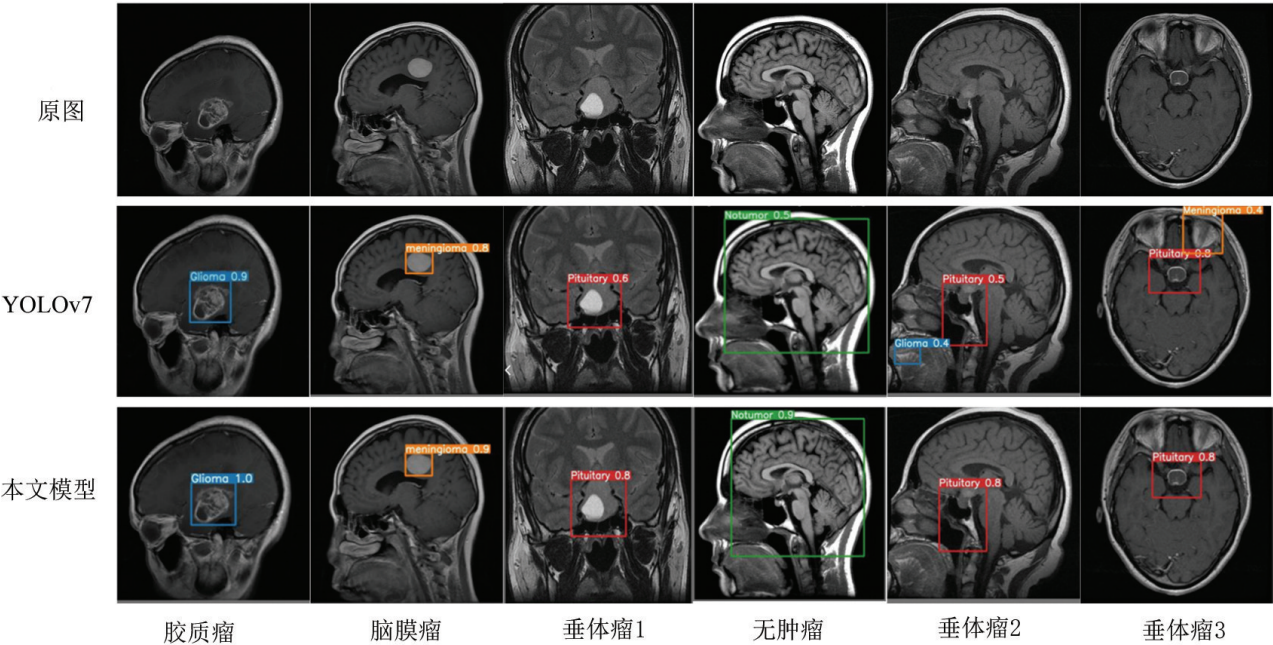 原图
YOLOv7
Glioma 0.9
meningioma 0.8
Pituitary 0.6
Notumor 0.5
Pituitary 0.5
Glioma 0.4
Meningioma 0.4
Pituitary 0.8
本文模型
Glioma 1.0
meningioma 0.9
Pituitary 0.8
Notumor 0.9
Pituitary 0.8
Pituitary 0.8
胶质瘤
脑膜瘤
垂体瘤1
无肿瘤
垂体瘤2
垂体瘤3